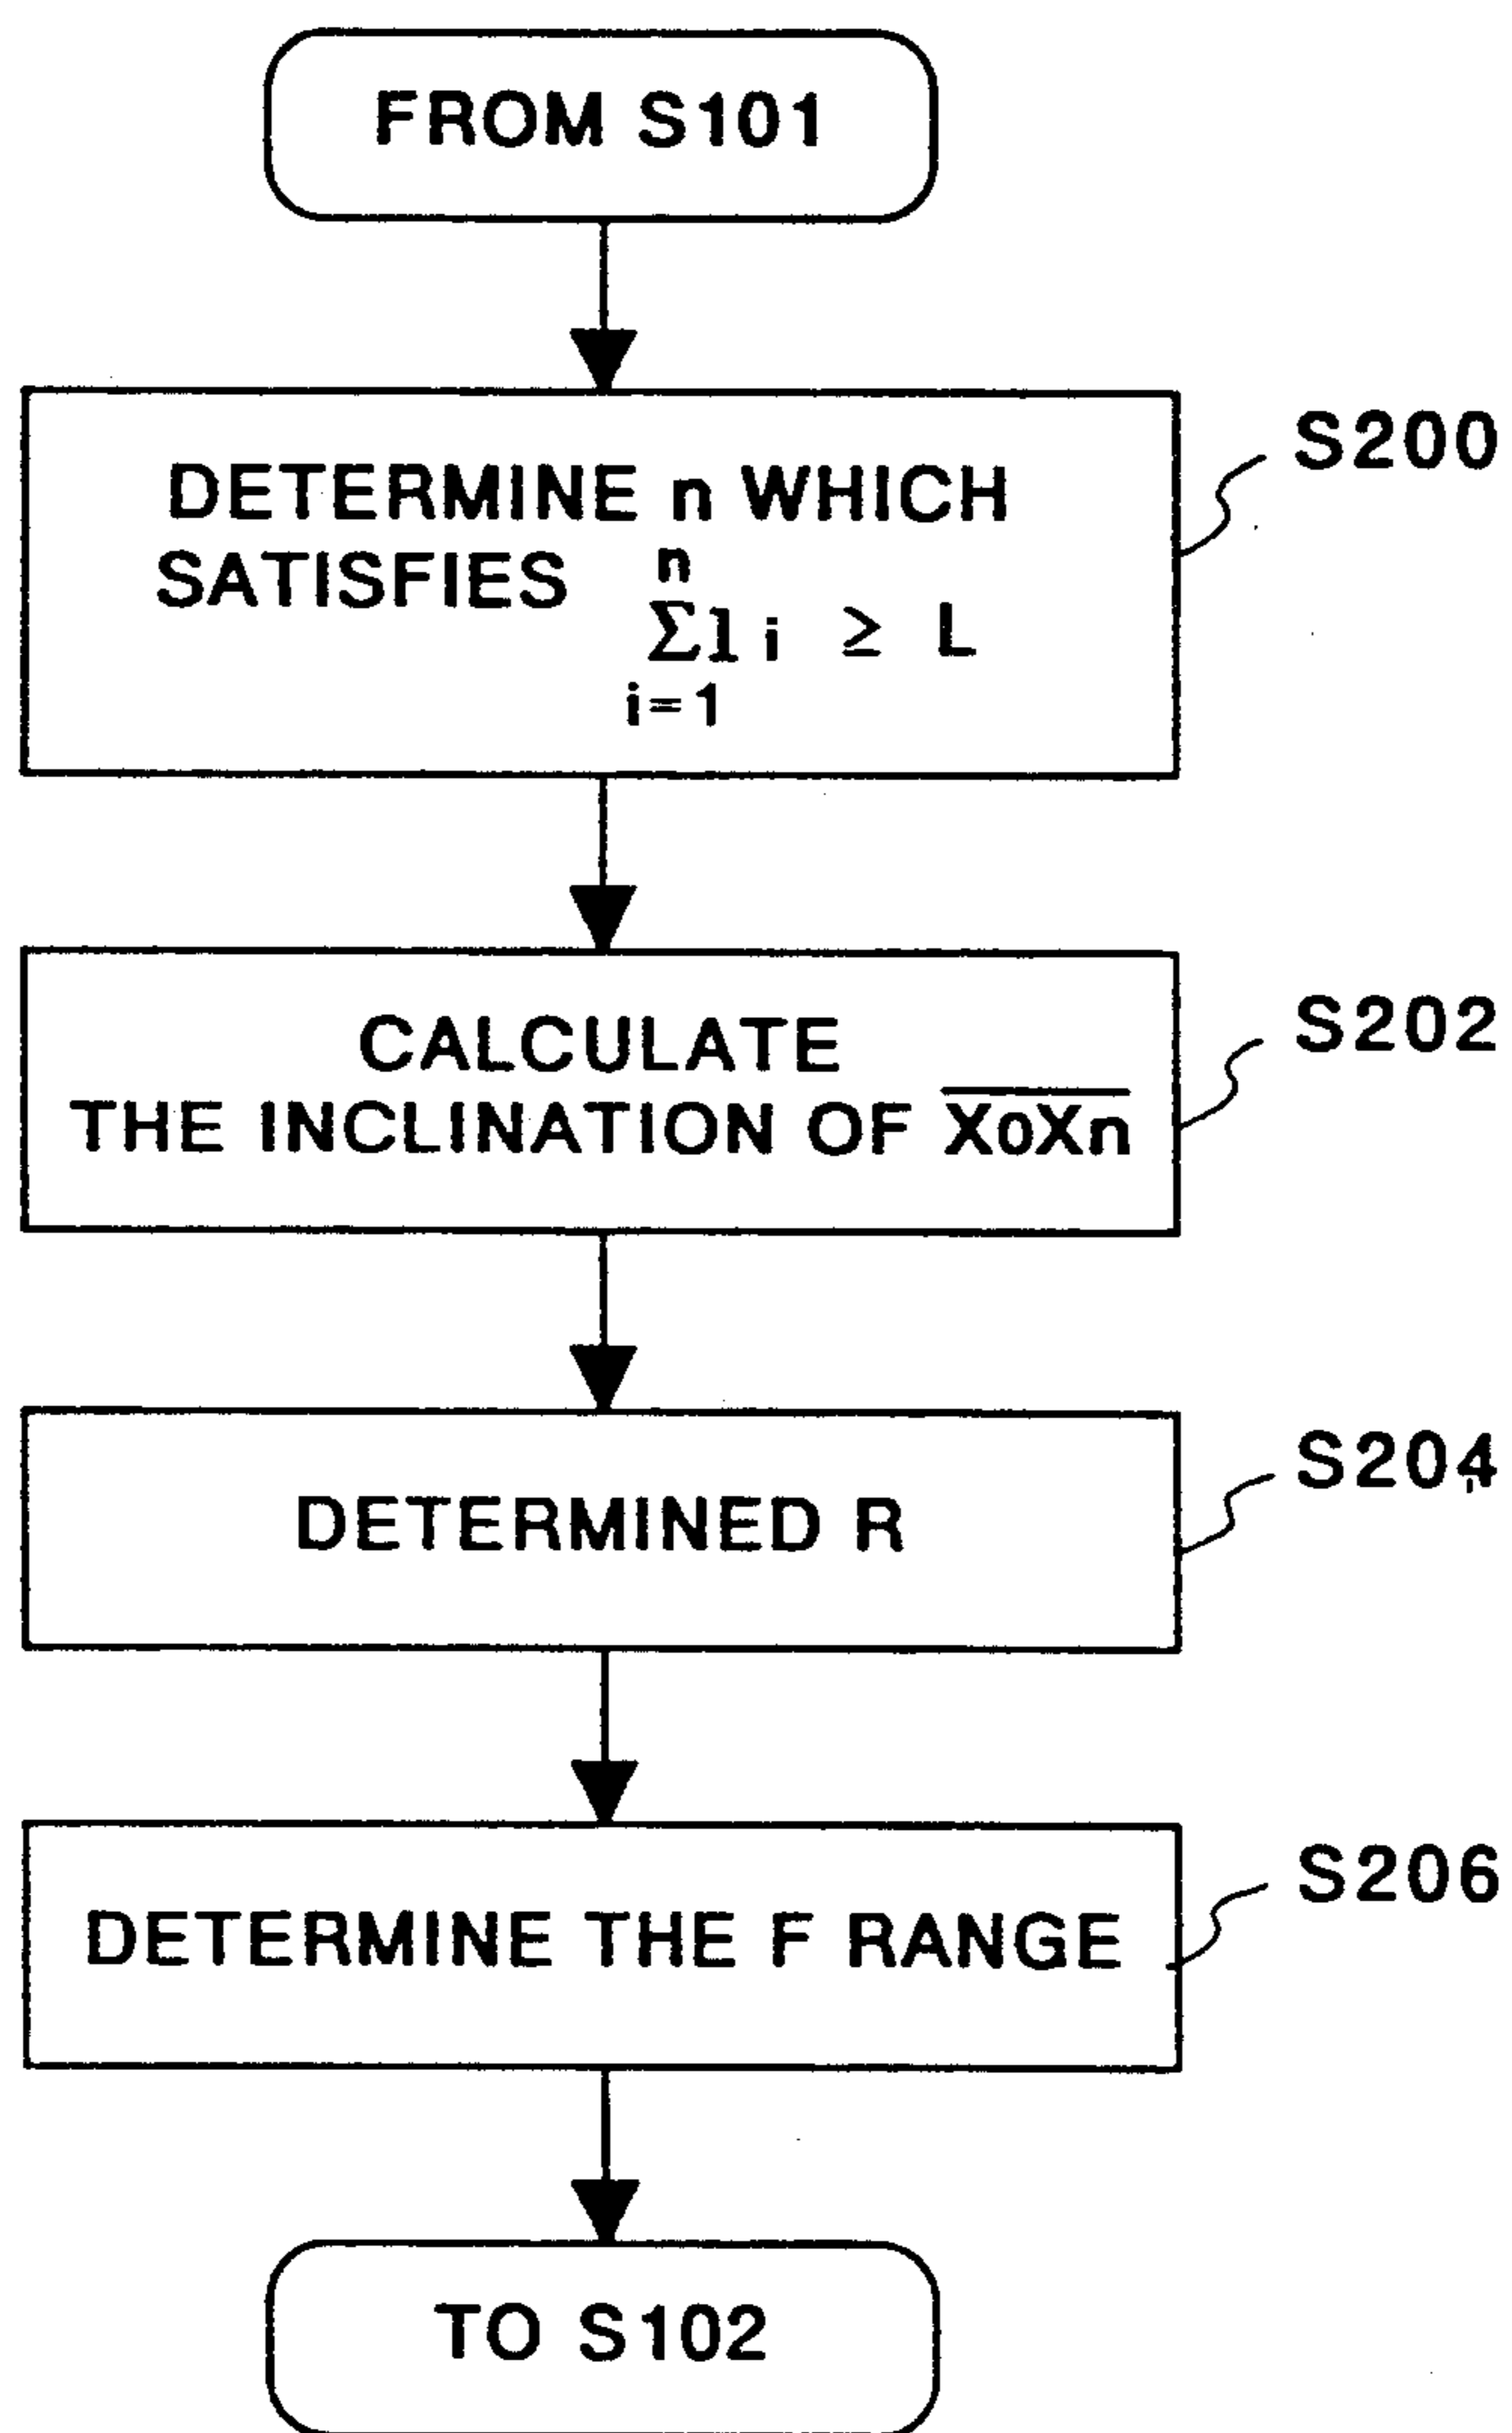 FROM S101
S200
DETERMINE n WHICH
SATISFIES n
Σli ≥ L
i=1
S202
CALCULATE
THE INCLINATION OF X0Xn
S204
DETERMINED R
S206
DETERMINE THE F RANGE
TO S102